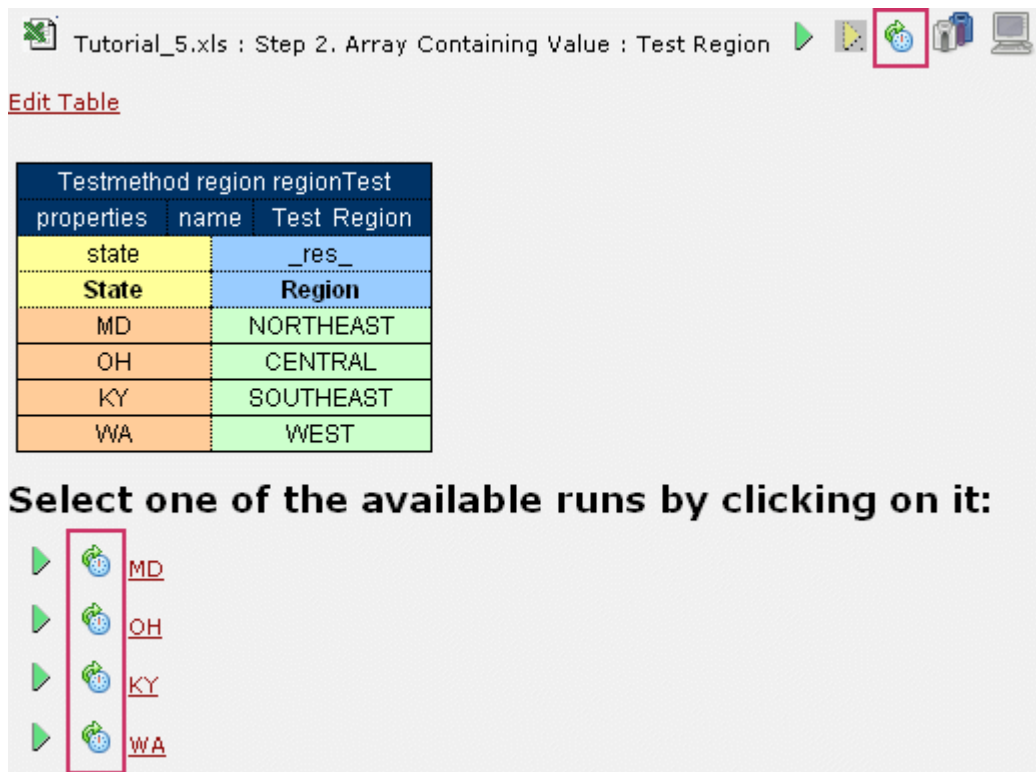 Tutorial_5.xls : Step 2. Array Containing Value : Test Region
Edit Table
Testmethod region regionTest
properties name Test Region
state _res_
State Region
MD NORTHEAST
OH CENTRAL
KY SOUTHEAST
WA WEST
Select one of the available runs by clicking on it:
MD
OH
KY
WA